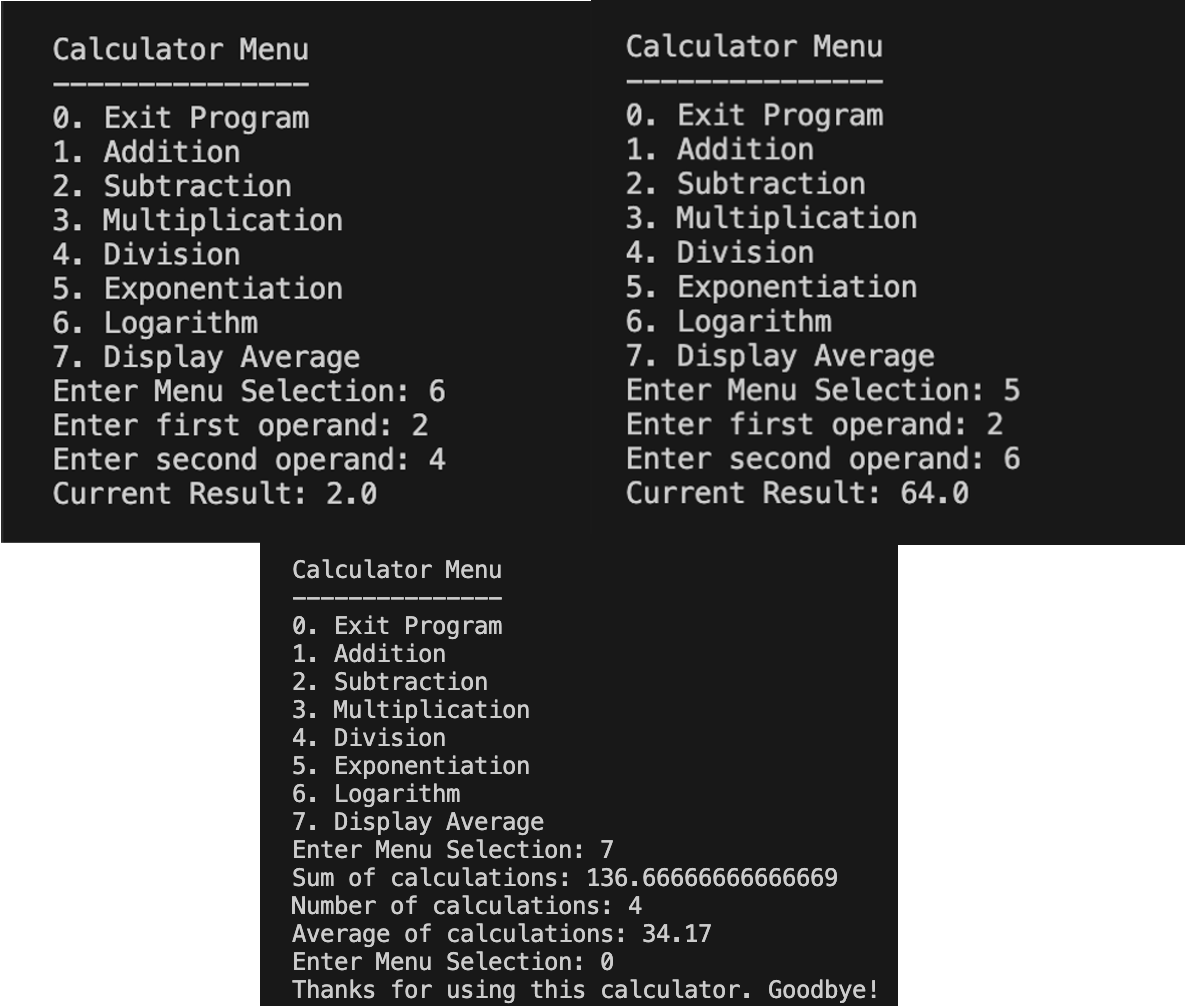 Calculator Menu
---------------
0. Exit Program
1. Addition
2. Subtraction
3. Multiplication
4. Division
5. Exponentiation
6. Logarithm
7. Display Average
Enter Menu Selection: 6
Enter first operand: 2
Enter second operand: 4
Current Result: 2.0
Calculator Menu
---------------
0. Exit Program
1. Addition
2. Subtraction
3. Multiplication
4. Division
5. Exponentiation
6. Logarithm
7. Display Average
Enter Menu Selection: 5
Enter first operand: 2
Enter second operand: 6
Current Result: 64.0
Calculator Menu
---------------
0. Exit Program
1. Addition
2. Subtraction
3. Multiplication
4. Division
5. Exponentiation
6. Logarithm
7. Display Average
Enter Menu Selection: 7
Sum of calculations: 136.66666666666669
Number of calculations: 4
Average of calculations: 34.17
Enter Menu Selection: 0
Thanks for using this calculator. Goodbye!